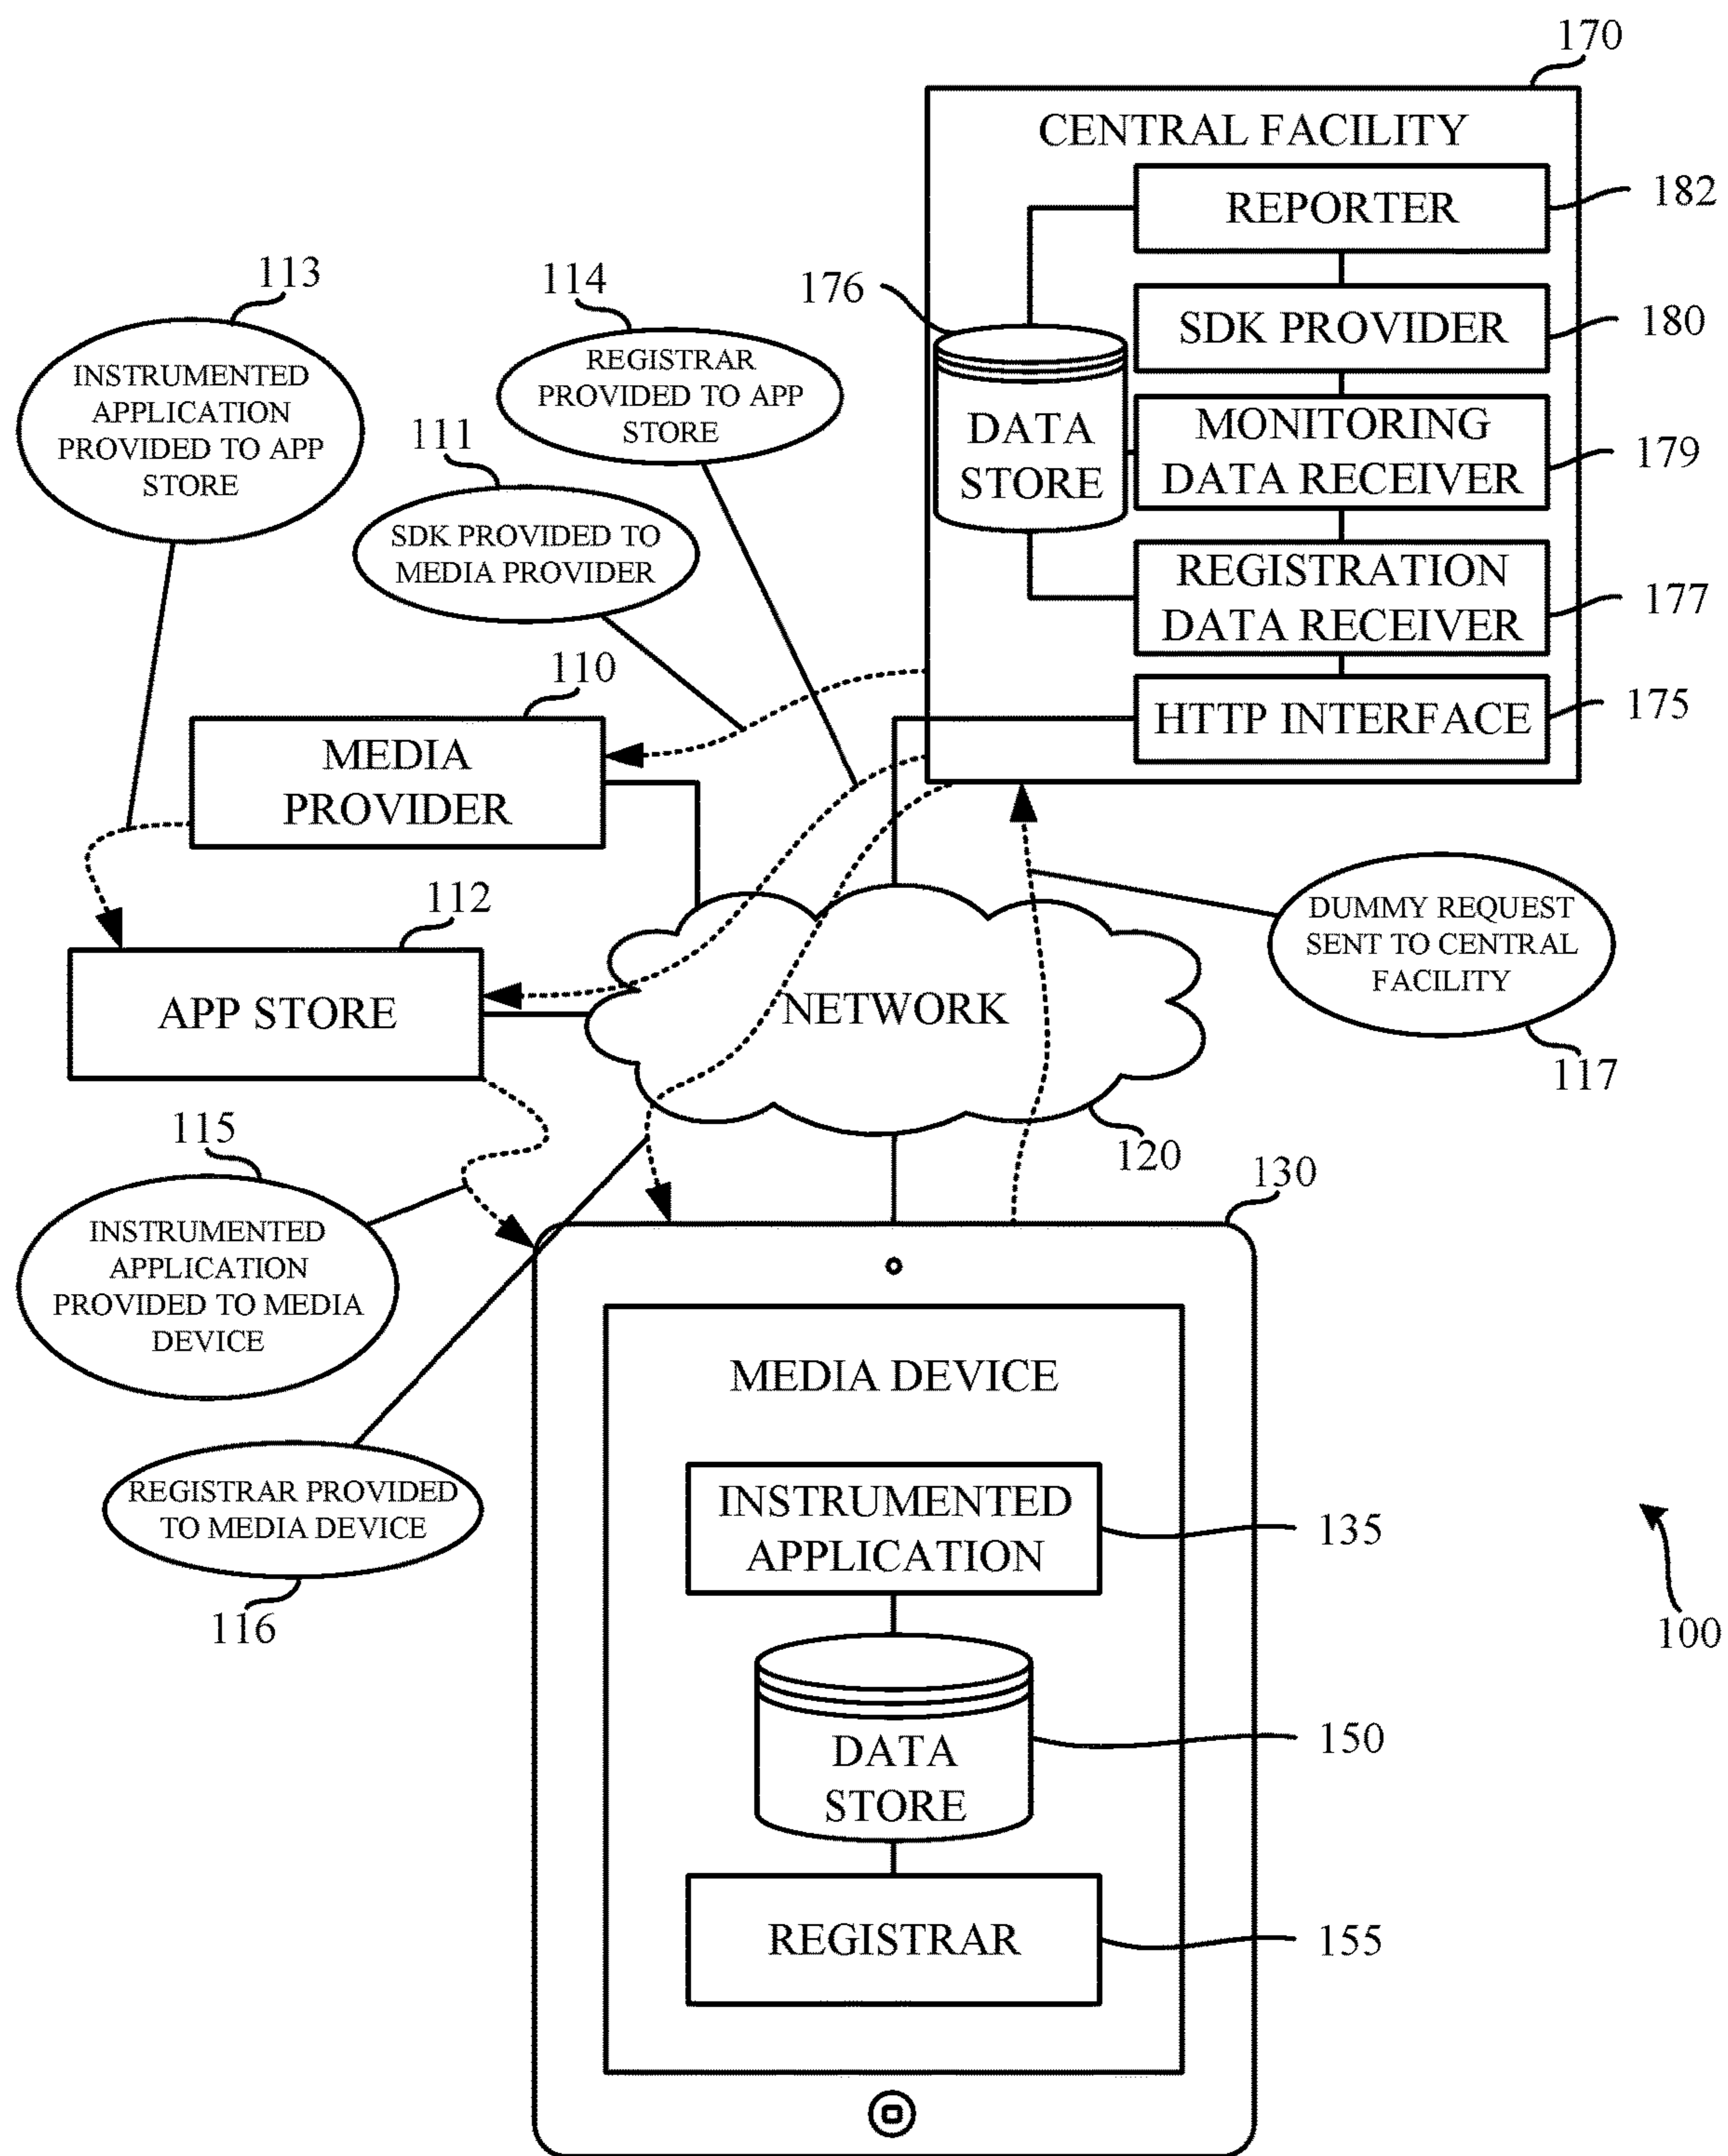 170
CENTRAL FACILITY
REPORTER
182
SDK PROVIDER
180
176
DATA
STORE
MONITORING
DATA RECEIVER
179
REGISTRATION
DATA RECEIVER
177
HTTP INTERFACE
175
113
INSTRUMENTED
APPLICATION
PROVIDED TO APP
STORE
114
REGISTRAR
PROVIDED TO APP
STORE
111
SDK PROVIDED TO
MEDIA PROVIDER
110
MEDIA
PROVIDER
112
APP STORE
NETWORK
120
DUMMY REQUEST
SENT TO CENTRAL
FACILITY
117
115
INSTRUMENTED
APPLICATION
PROVIDED TO MEDIA
DEVICE
REGISTRAR PROVIDED
TO MEDIA DEVICE
116
130
MEDIA DEVICE
INSTRUMENTED
APPLICATION
135
DATA
STORE
150
REGISTRAR
155
100